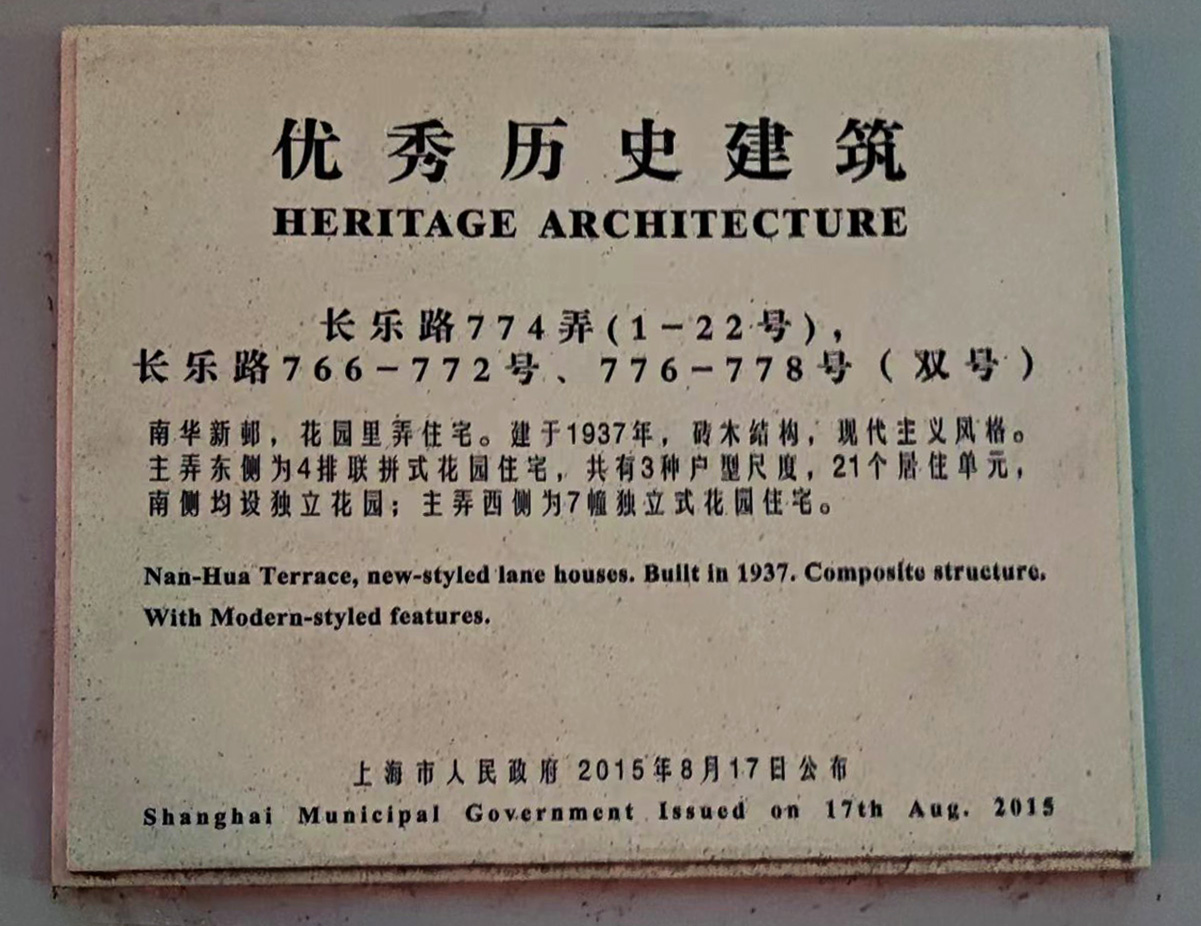 优秀历史建筑
HERITAGE ARCHITECTURE
长乐路774弄(1-22号)，
长乐路766-772号、776-778号（双号）
南华新邨，花园里弄住宅。建于1937年，砖木结构，现代主义风格。
主弄东侧为4排联拼式花园住宅，共有3种户型尺度，21个居住单元，
南侧均设独立花园；主弄西侧为7幢独立式花园住宅。
Nan-Hua Terrace, new-styled lane houses. Built in 1937. Composite structure.
With Modern-styled features.
上海市人民政府 2015年8月17日公布
Shanghai Municipal Government Issued on 17th Aug. 2015